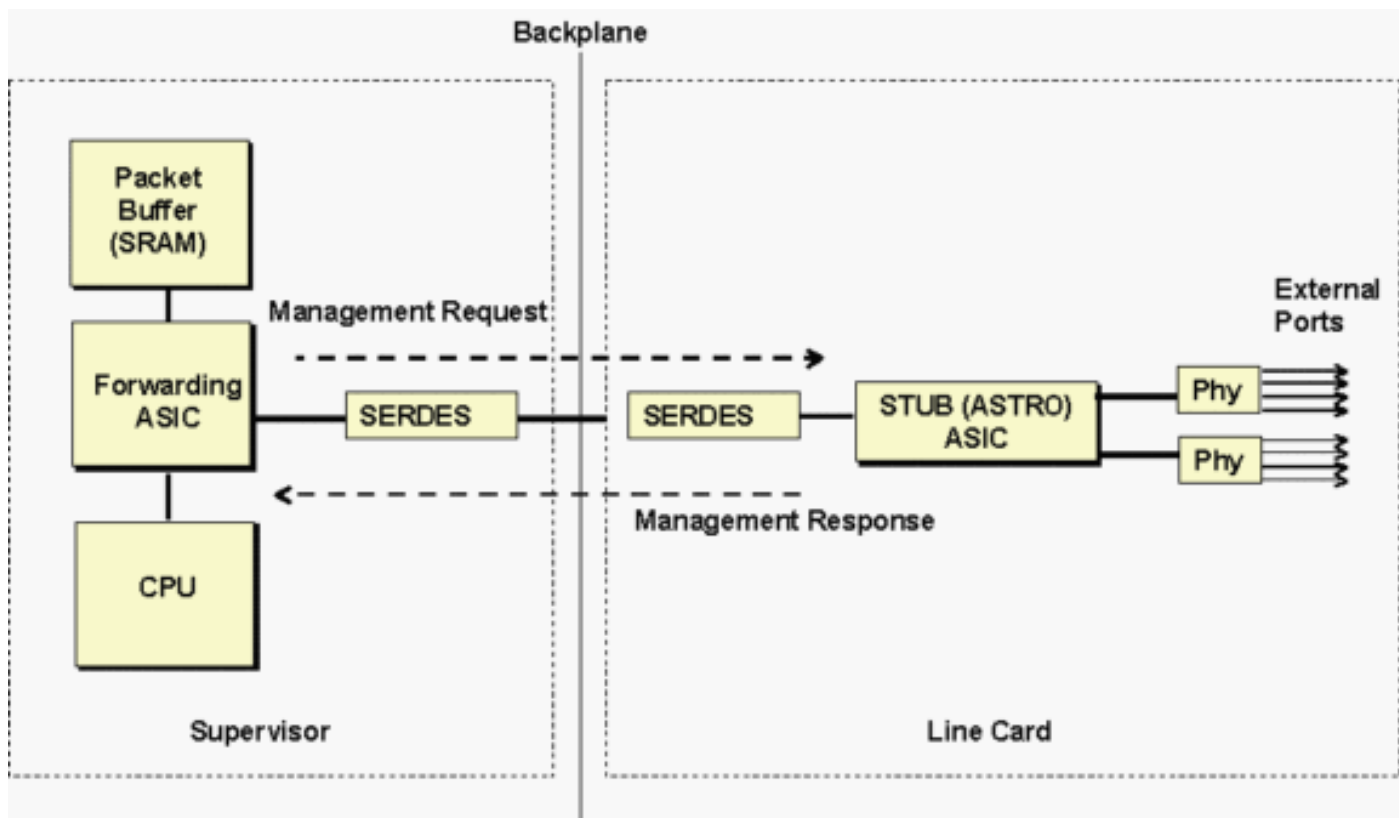 Backplane
Packet
Buffer
(SRAM)
Management Request
External
Ports
Forwarding
ASIC
SERDES
SERDES
STUB (ASTRO)
ASIC
Phy
Phy
Management Response
CPU
Supervisor
Line Card